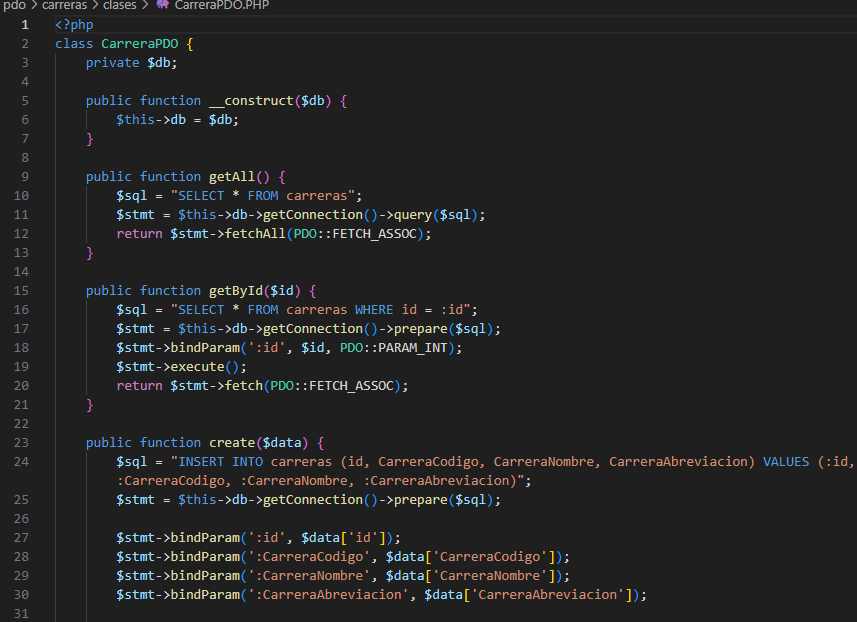 pdo > carreras > clases > CarreraPDO.PHP
1 <?php
2 class CarreraPDO {
3 private $db;
4
5 public function __construct($db) {
6 $this->db = $db;
7 }
8
9 public function getAll() {
10 $sql = "SELECT * FROM carreras";
11 $stmt = $this->db->getConnection()->query($sql);
12 return $stmt->fetchAll(PDO::FETCH_ASSOC);
13 }
14
15 public function getById($id) {
16 $sql = "SELECT * FROM carreras WHERE id = :id";
17 $stmt = $this->db->getConnection()->prepare($sql);
18 $stmt->bindParam(':id', $id, PDO::PARAM_INT);
19 $stmt->execute();
20 return $stmt->fetch(PDO::FETCH_ASSOC);
21 }
22
23 public function create($data) {
24 $sql = "INSERT INTO carreras (id, CarreraCodigo, CarreraNombre, CarreraAbreviacion) VALUES (:id,
:CarreraCodigo, :CarreraNombre, :CarreraAbreviacion)";
25 $stmt = $this->db->getConnection()->prepare($sql);
26
27 $stmt->bindParam(':id', $data['id']);
28 $stmt->bindParam(':CarreraCodigo', $data['CarreraCodigo']);
29 $stmt->bindParam(':CarreraNombre', $data['CarreraNombre']);
30 $stmt->bindParam(':CarreraAbreviacion', $data['CarreraAbreviacion']);
31